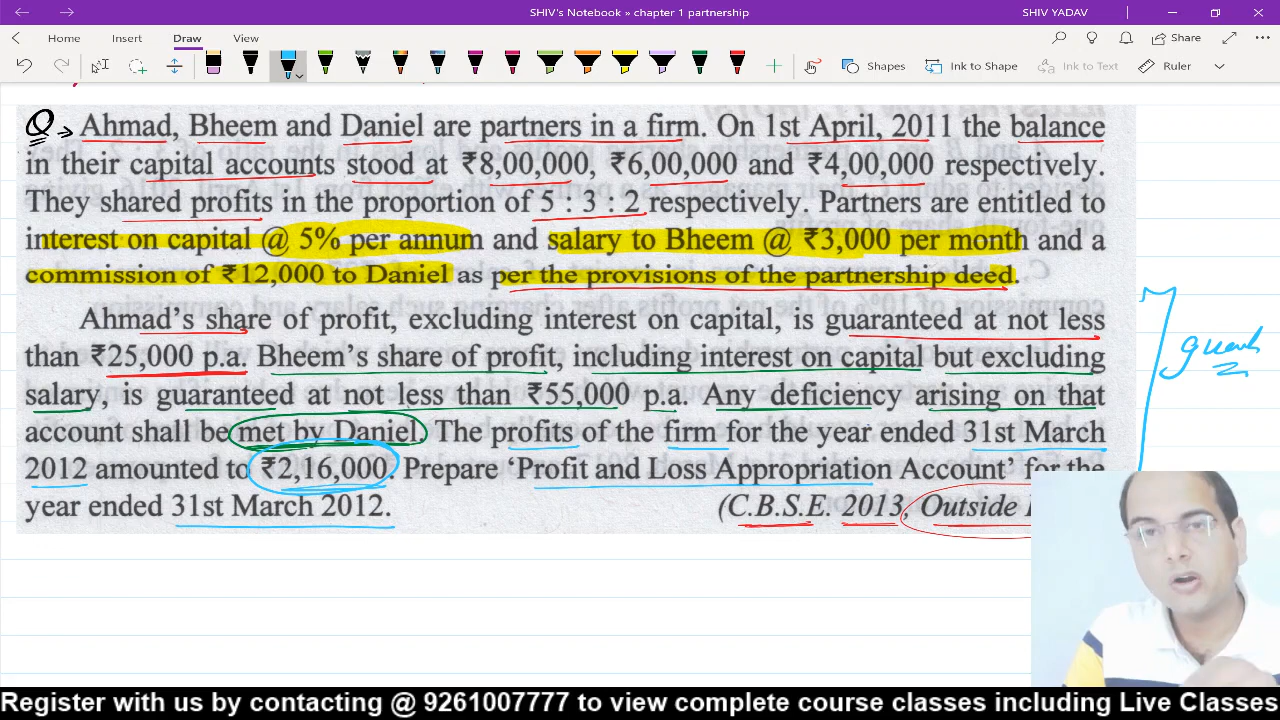 SHIV's Notebook » chapter 1 partnership
SHIV YADAV
Home Insert Draw View
Share
Shapes Ink to Shape Ink to Text Ruler
Q → Ahmad, Bheem and Daniel are partners in a firm. On 1st April, 2011 the balance
in their capital accounts stood at ₹8,00,000, ₹6,00,000 and ₹4,00,000 respectively.
They shared profits in the proportion of 5 : 3 : 2 respectively. Partners are entitled to
interest on capital @ 5% per annum and salary to Bheem @ ₹3,000 per month and a
commission of ₹12,000 to Daniel as per the provisions of the partnership deed.
Ahmad's share of profit, excluding interest on capital, is guaranteed at not less
than ₹25,000 p.a. Bheem's share of profit, including interest on capital but excluding
salary, is guaranteed at not less than ₹55,000 p.a. Any deficiency arising on that
account shall be met by Daniel. The profits of the firm for the year ended 31st March
2012 amounted to ₹2,16,000. Prepare ‘Profit and Loss Appropriation Account’ for the
year ended 31st March 2012. (C.B.S.E. 2013, Outside
Register with us by contacting @ 9261007777 to view complete course classes including Live Classes